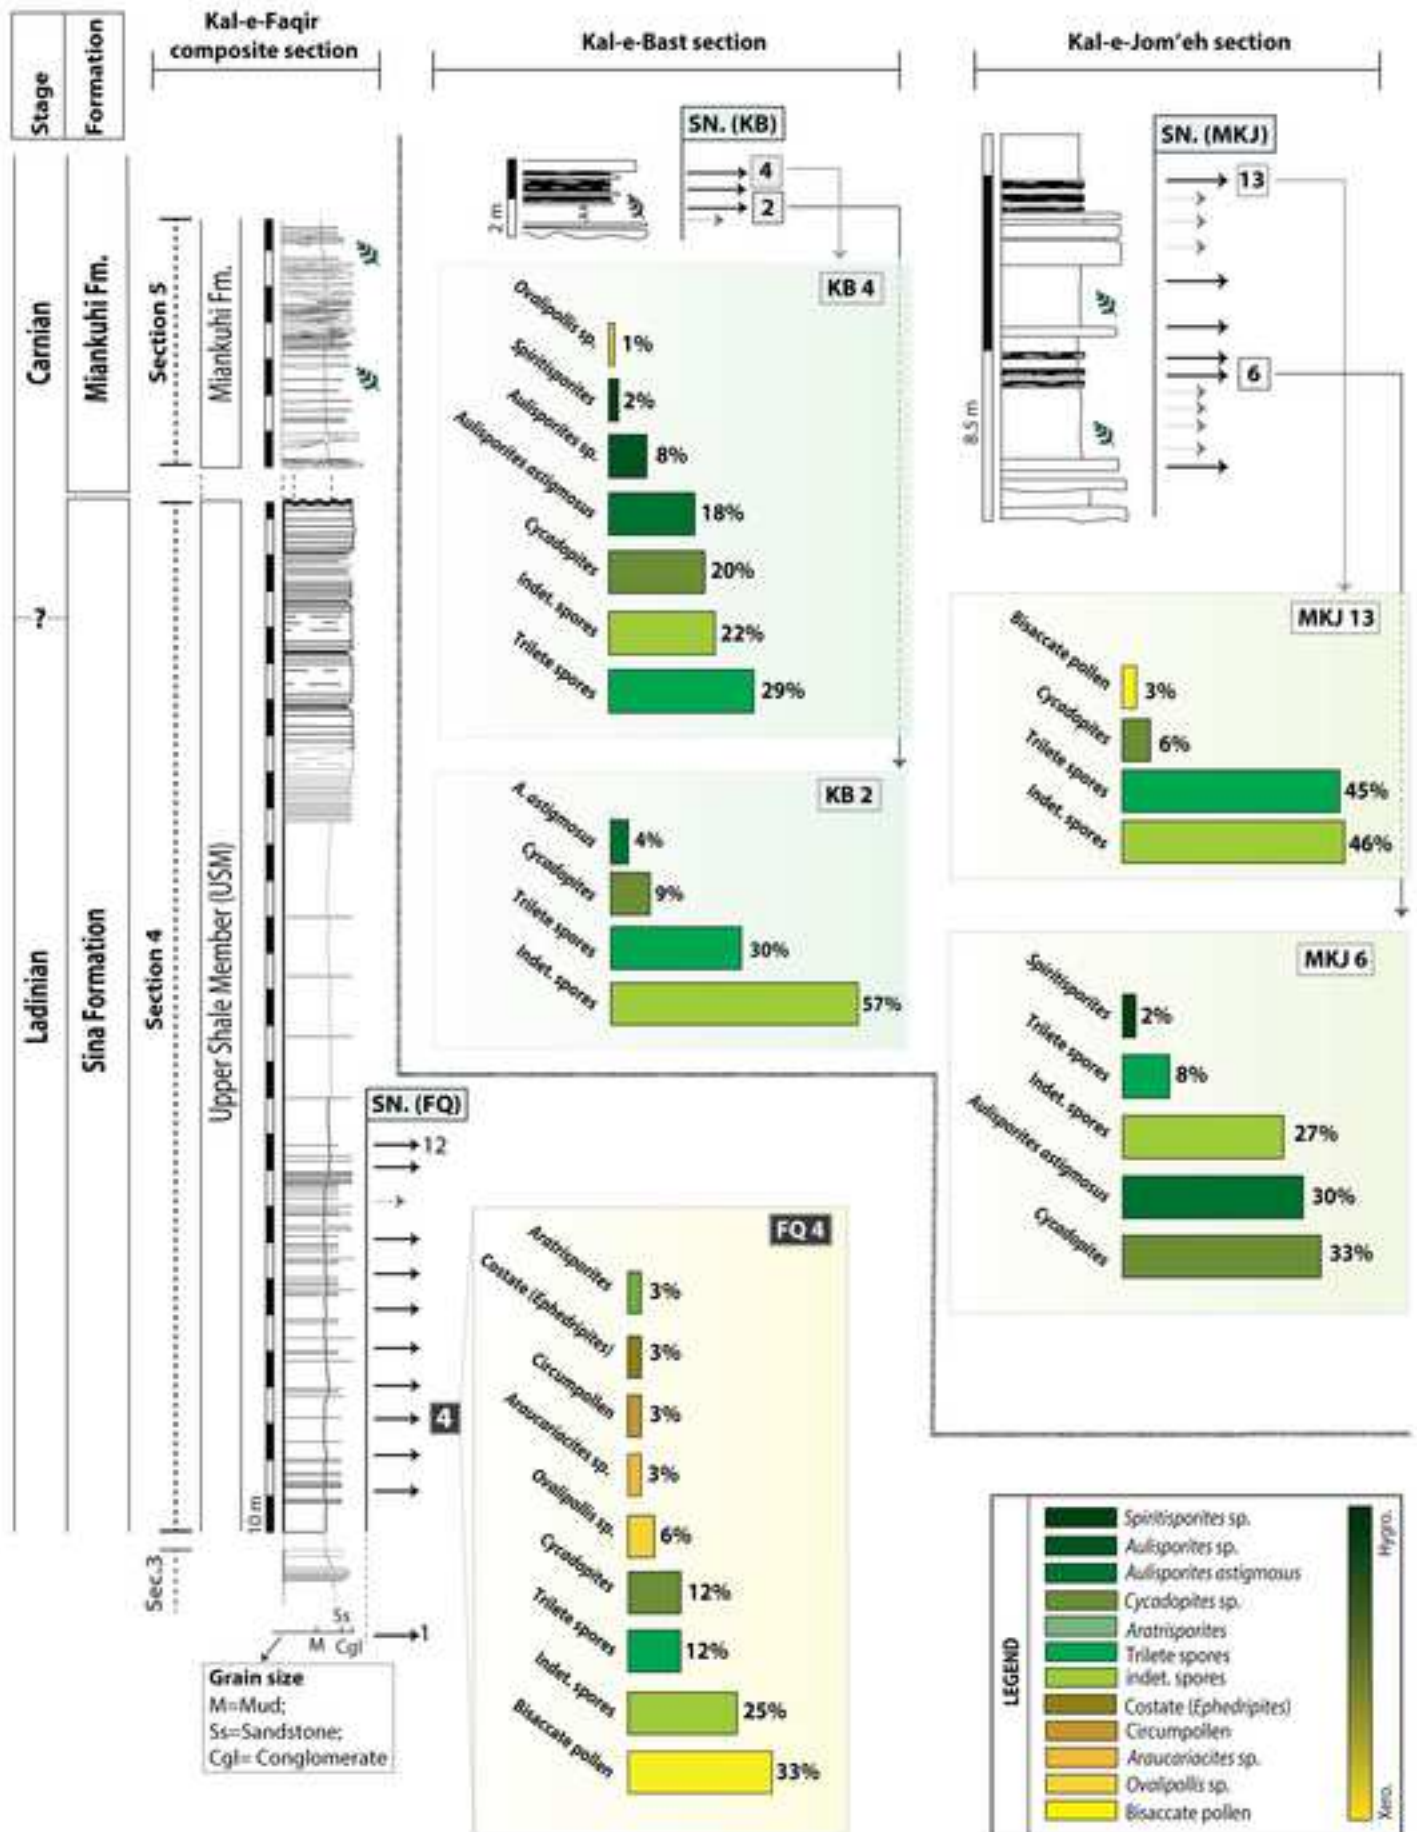 Kal-e-Faqir
composite section
Kal-e-Bast section
Kal-e-Jom'eh section
Stage
Formation
Carnian
Miankuhi Fm.
Section 5
Miankuhi Fm.
-?
Ladinian
Sina Formation
Section 4
Upper Shale Member (USM)
10 m
Sec.3
Ss
M Cgl
Grain size
M=Mud;
Ss=Sandstone;
Cgl= Conglomerate
SN. (FQ)
12
4
1
SN. (KB)
4
2
2 m
KB 4
Ovalipollis sp.
1%
Spiritisporites
2%
Aulisporites sp.
8%
Aulisporites astigmosus
18%
Cycadopites
20%
Indet. spores
22%
Trilete spores
29%
KB 2
A. astigmosus
4%
Cycadopites
9%
Trilete spores
30%
Indet. spores
57%
FQ 4
Aratrisporites
3%
Costate (Ephedripites)
3%
Circumpollen
3%
Araucariacites sp.
3%
Ovalipollis sp.
6%
Cycadopites
12%
Trilete spores
12%
Indet. spores
25%
Bisaccate pollen
33%
SN. (MKJ)
13
6
8.5 m
MKJ 13
Bisaccate pollen
3%
Cycadopites
6%
Trilete spores
45%
Indet. spores
46%
MKJ 6
Spiritisporites
2%
Trilete spores
8%
Indet. spores
27%
Aulisporites astigmosus
30%
Cycadopites
33%
LEGEND
Spiritisporites sp.
Aulisporites sp.
Aulisporites astigmosus
Cycadopites sp.
Aratrisporites
Trilete spores
indet. spores
Costate (Ephedripites)
Circumpollen
Araucariacites sp.
Ovalipollis sp.
Bisaccate pollen
Hygro.
Xero.